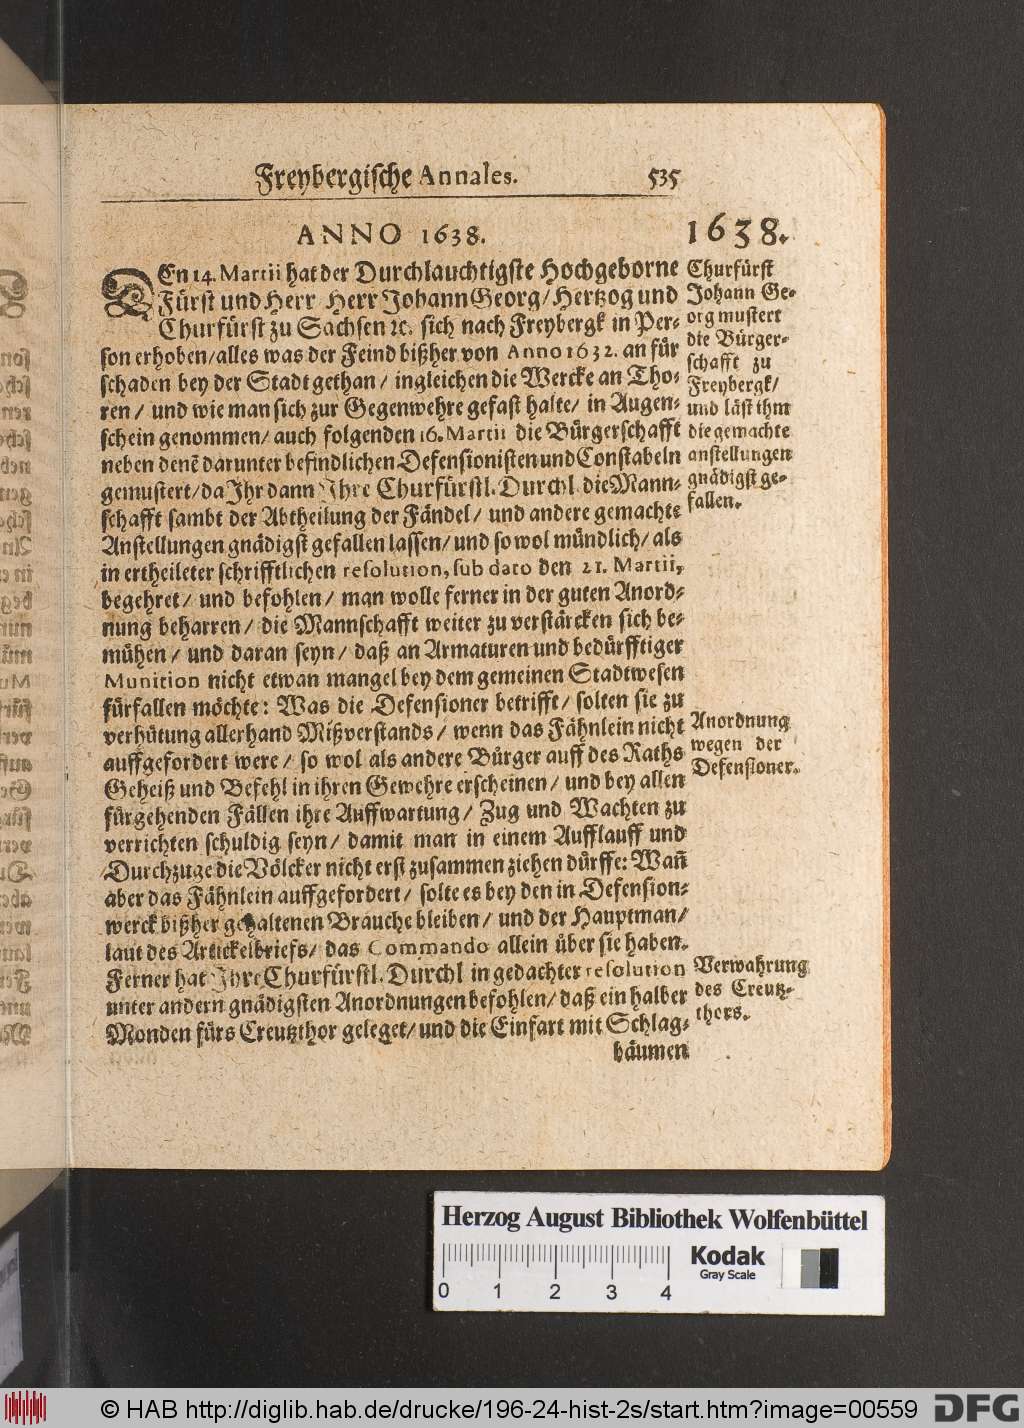 Freybergische Annales. 535
ANNO 1638.
1638.
DEn 14. Martii hat der Durchlauchtigste Hochgeborne
Fürst und Herr Herr Johann Georg/ Hertzog und
Churfürst zu Sachsen ꝛc. sich nach Freybergk in Per-
son erhoben/ alles was der Feind bißher von Anno 1632. an für
schaden bey der Stadt gethan/ ingleichen die Wercke an Tho-
ren/ und wie man sich zur Gegenwehre gefast halte/ in Augen-
schein genommen/ auch folgenden 16. Martii die Bürgerschafft
neben denẽ darunter befindlichen Defensionisten und Constabeln
gemustert/ da Ihr dann Ihre Churfürstl. Durchl. die Mann-
schafft sambt der Abtheilung der Fändel/ und andere gemachte
Anstellungen gnädigst gefallen lassen/ und so wol mündlich/ als
in ertheileter schrifftlichen resolution, sub dato den 21. Martii,
begehret/ und befohlen/ man wolle ferner in der guten Anord-
nung beharren/ die Mannschafft weiter zu verstärcken sich be-
mühen/ und daran seyn/ daß an Armaturen und bedürfftiger
Munition nicht etwan mangel bey dem gemeinen Stadtwesen
fürfallen möchte: Was die Defensioner betrifft/ solten sie zu
verhütung allerhand Mißverstands/ wenn das Fähnlein nicht
auffgefordert were/ so wol als andere Bürger auff des Raths
Geheiß und Befehl in ihren Gewehre erscheinen/ und bey allen
fürgehenden Fällen ihre Auffwartung/ Zug und Wachten zu
verrichten schuldig seyn/ damit man in einem Aufflauff und
Durchzuge die Völcker nicht erst zusammen ziehen dürffe: Wañ
aber das Fähnlein auffgefordert/ solte es bey den in Defension-
werck bißher gehaltenen Brauche bleiben/ und der Hauptman/
laut des Artickelbriefs/ das Commando allein über sie haben.
Ferner hat Ihre Churfürstl. Durchl in gedachter resolution
unter andern gnädigsten Anordnungen befohlen/ daß ein halber
Monden fürs Creutzthor geleget/ und die Einfart mit Schlag-
bäumen
Churfürst
Johann Ge-
org mustert
die Bürger-
schafft zu
Freybergk/
und läst ihm
die gemachte
anstellungen
gnädigst ge-
fallen.
Anordnung
wegen der
Defensioner.
Verwahrung
des Creutz-
thors.
Herzog August Bibliothek Wolfenbüttel
Kodak
Gray Scale
0 1 2 3 4
© HAB http://diglib.hab.de/drucke/196-24-hist-2s/start.htm?image=00559
DFG